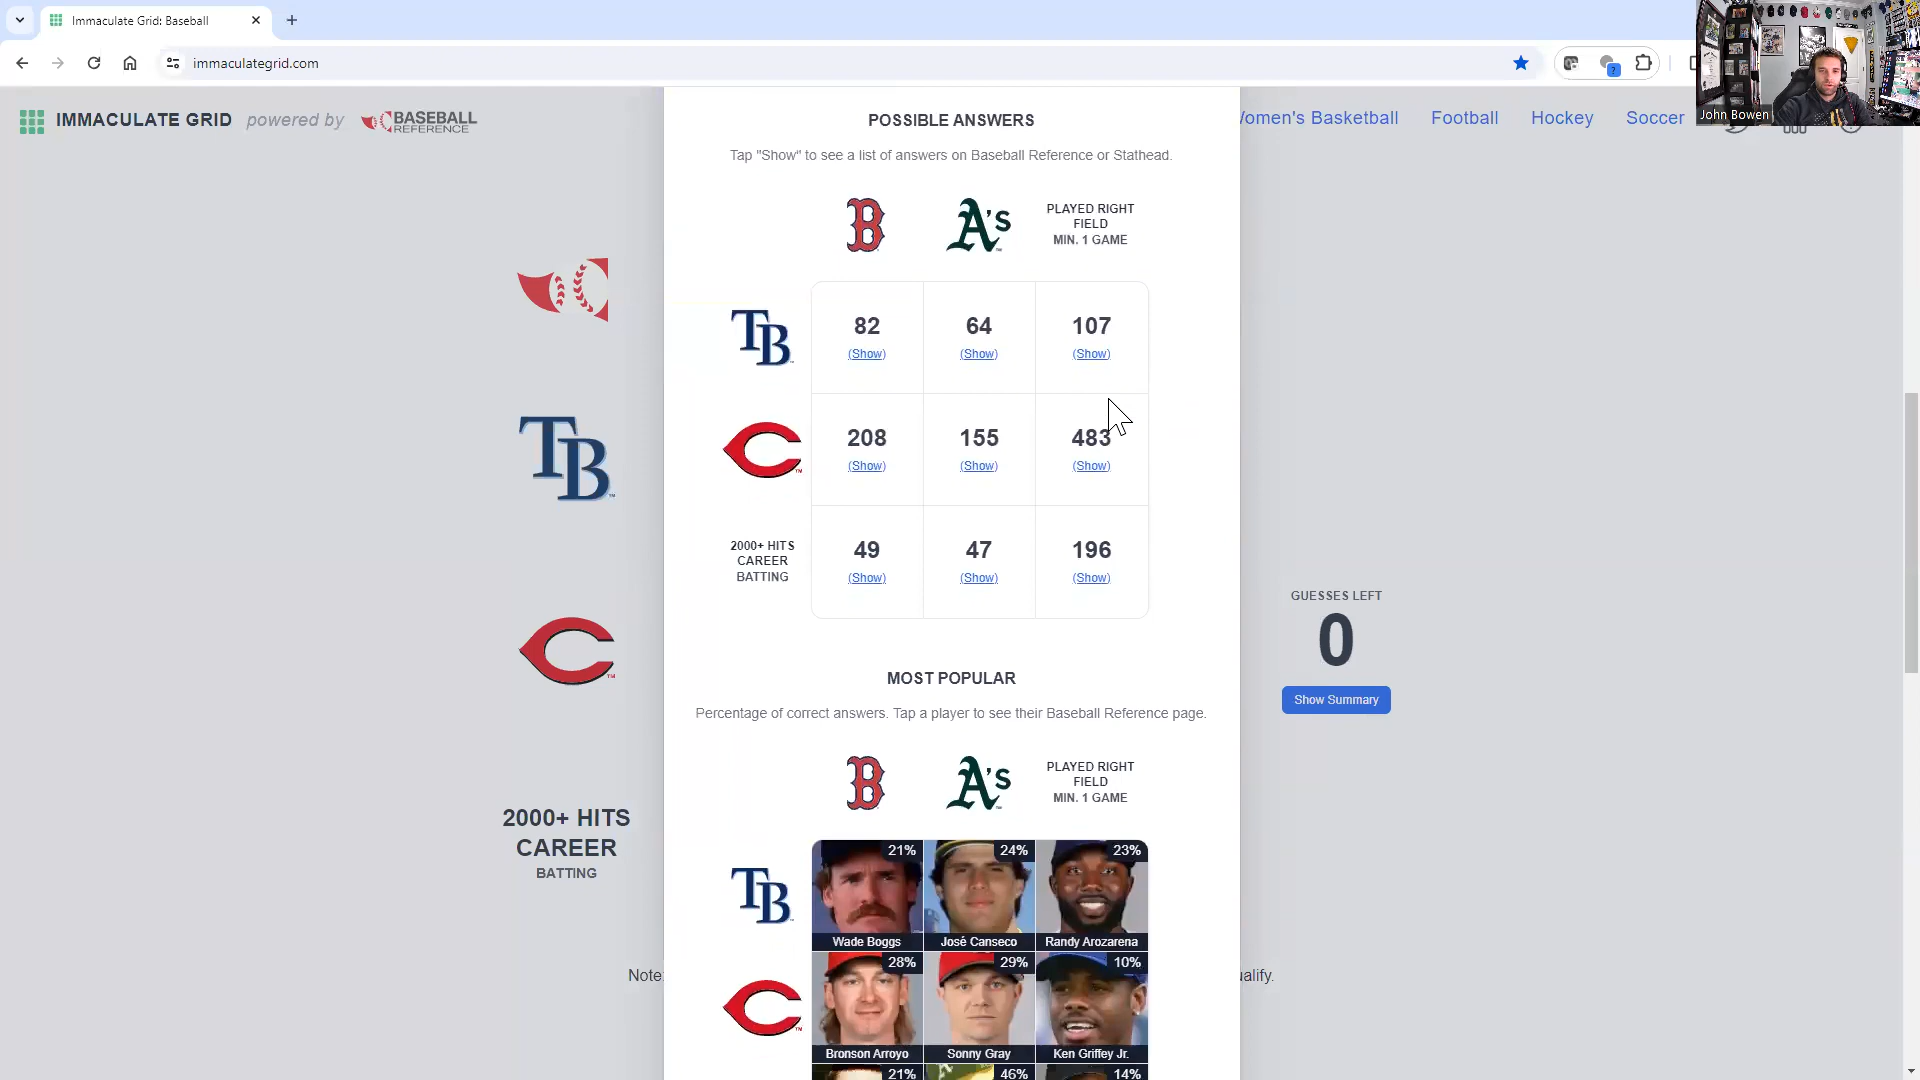 Immaculate Grid: Baseball
immaculategrid.com
IMMACULATE GRID powered by BASEBALL REFERENCE
Women's Basketball Football Hockey Soccer
John Bowen
POSSIBLE ANSWERS
Tap "Show" to see a list of answers on Baseball Reference or Stathead.
B A's PLAYED RIGHT
FIELD
MIN. 1 GAME
TB 82 64 107
(Show) (Show) (Show)
C 208 155 483
(Show) (Show) (Show)
2000+ HITS
CAREER
BATTING
49 47 196
(Show) (Show) (Show)
MOST POPULAR
Percentage of correct answers. Tap a player to see their Baseball Reference page.
B A's PLAYED RIGHT
FIELD
MIN. 1 GAME
21% 24% 23%
TB
Wade Boggs José Canseco Randy Arozarena
28% 29% 10%
C
Bronson Arroyo Sonny Gray Ken Griffey Jr.
21% 46% 14%
TB
C
2000+ HITS
CAREER
BATTING
GUESSES LEFT
0
Show Summary
Note: